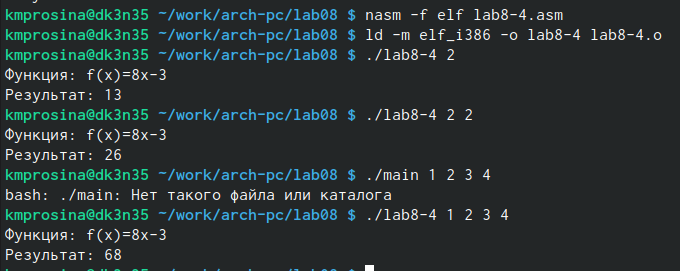 kmprosina@dk3n35 ~/work/arch-pc/lab08 $ nasm -f elf lab8-4.asm
kmprosina@dk3n35 ~/work/arch-pc/lab08 $ ld -m elf_i386 -o lab8-4 lab8-4.o
kmprosina@dk3n35 ~/work/arch-pc/lab08 $ ./lab8-4 2
Функция: f(x)=8x-3
Результат: 13
kmprosina@dk3n35 ~/work/arch-pc/lab08 $ ./lab8-4 2 2
Функция: f(x)=8x-3
Результат: 26
kmprosina@dk3n35 ~/work/arch-pc/lab08 $ ./main 1 2 3 4
bash: ./main: Нет такого файла или каталога
kmprosina@dk3n35 ~/work/arch-pc/lab08 $ ./lab8-4 1 2 3 4
Функция: f(x)=8x-3
Результат: 68